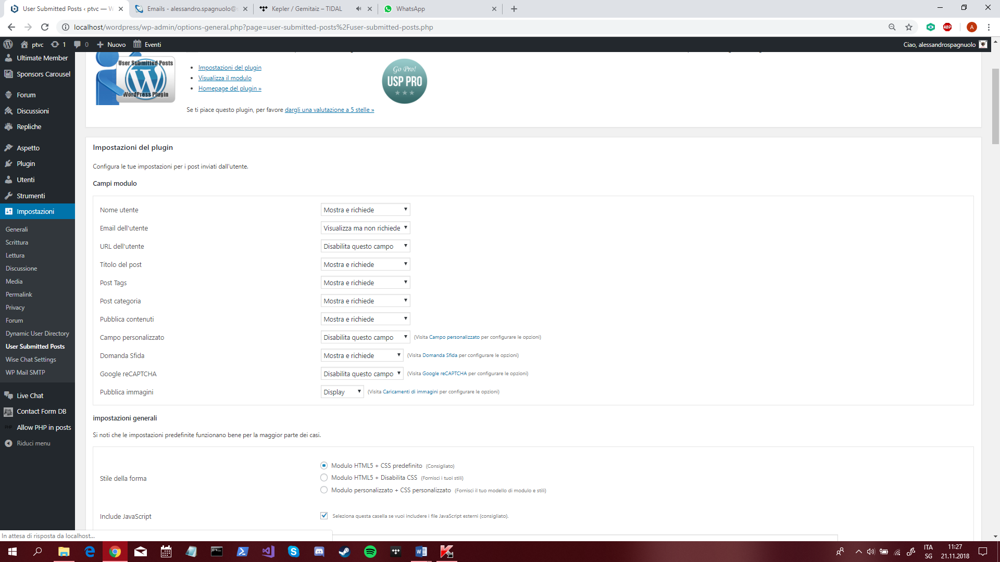 User Submitted Posts ‹ ptvc — W
Emails - alessandro.spagnuolo@s
Kepler / Gemitaiz – TIDAL
WhatsApp
localhost/wordpress/wp-admin/options-general.php?page=user-submitted-posts%2Fuser-submitted-posts.php
ABP
A
ptvc
1
0
Nuovo
Eventi
Ciao, alessandrospagnuolo
Ultimate Member
Sponsors Carousel
Forum
Discussioni
Repliche
Aspetto
Plugin
Utenti
Strumenti
Impostazioni
Generali
Scrittura
Lettura
Discussione
Media
Permalink
Privacy
Forum
Dynamic User Directory
User Submitted Posts
Wise Chat Settings
WP Mail SMTP
Live Chat
Contact Form DB
PHP Allow PHP in posts
Riduci menu
User Submitted Posts
WordPress Plugin
Impostazioni del plugin
Visualizza il modulo
Homepage del plugin »
Go Pro!
USP PRO
Se ti piace questo plugin, per favore dargli una valutazione a 5 stelle »
Impostazioni del plugin
Configura le tue impostazioni per i post inviati dall'utente.
Campi modulo
Nome utente Mostra e richiede
Email dell'utente Visualizza ma non richiede
URL dell'utente Disabilita questo campo
Titolo del post Mostra e richiede
Post Tags Mostra e richiede
Post categoria Mostra e richiede
Pubblica contenuti Mostra e richiede
Campo personalizzato Disabilita questo campo (Visita Campo personalizzato per configurare le opzioni)
Domanda Sfida Mostra e richiede (Visita Domanda Sfida per configurare le opzioni)
Google reCAPTCHA Disabilita questo campo (Visita Google reCAPTCHA per configurare le opzioni)
Pubblica immagini Display (Visita Caricamenti di immagini per configurare le opzioni)
impostazioni generali
Si noti che le impostazioni predefinite funzionano bene per la maggior parte dei casi.
Stile della forma
Modulo HTML5 + CSS predefinito (Consigliato)
Modulo HTML5 + Disabilita CSS (Fornisci i tuoi stili)
Modulo personalizzato + CSS personalizzato (Fornisci il tuo modello di modulo e stili)
Include JavaScript Seleziona questa casella se vuoi includere i file JavaScript esterni (consigliato).
In attesa di risposta da localhost...
ITA
SG
11:27
21.11.2018